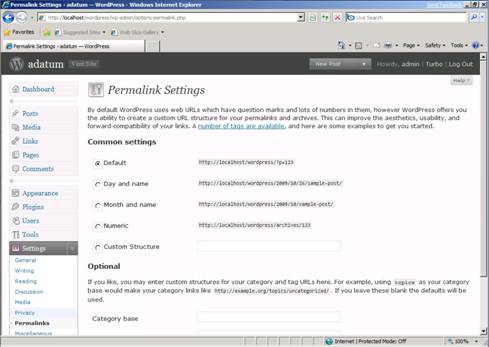 Permalink Settings ‹ adatum — WordPress - Windows Internet Explorer
Send Feedback
http://localhost/wordpress/wp-admin/options-permalink.php
Live Search
Favorites
Suggested Sites
Web Slice Gallery
Permalink Settings ‹ adatum — WordPress
Page
Safety
Tools
adatum
Visit Site
New Post
Howdy, admin | Turbo | Log Out
Help
Dashboard
Posts
Media
Links
Pages
Comments
Appearance
Plugins
Users
Tools
Settings
General
Writing
Reading
Discussion
Media
Privacy
Permalinks
Miscellaneous
Permalink Settings
By default WordPress uses web URLs which have question marks and lots of numbers in them, however WordPress offers you
the ability to create a custom URL structure for your permalinks and archives. This can improve the aesthetics, usability, and
forward-compatibility of your links. A number of tags are available, and here are some examples to get you started.
Common settings
Default
http://localhost/wordpress/?p=123
Day and name
http://localhost/wordpress/2009/10/26/sample-post/
Month and name
http://localhost/wordpress/2009/10/sample-post/
Numeric
http://localhost/wordpress/archives/123
Custom Structure
Optional
If you like, you may enter custom structures for your category and tag URLs here. For example, using topics as your category
base would make your category links like http://example.org/topics/uncategorized/ . If you leave these blank the defaults will be
used.
Category base
Internet | Protected Mode: Off
100%